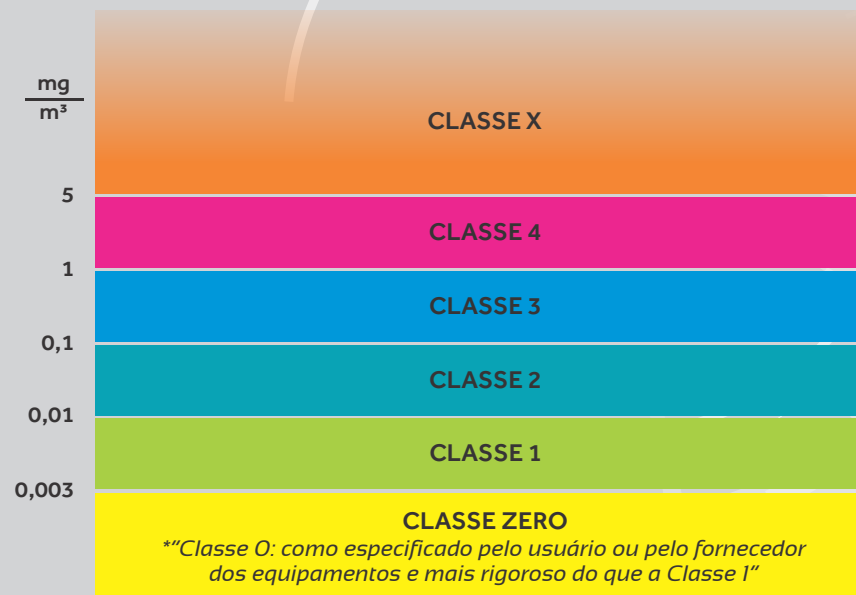 mg
m³
CLASSE X
5
CLASSE 4
1
CLASSE 3
0,1
CLASSE 2
0,01
CLASSE 1
0,003
CLASSE ZERO
*“Classe 0: como especificado pelo usuário ou pelo fornecedor
dos equipamentos e mais rigoroso do que a Classe 1”